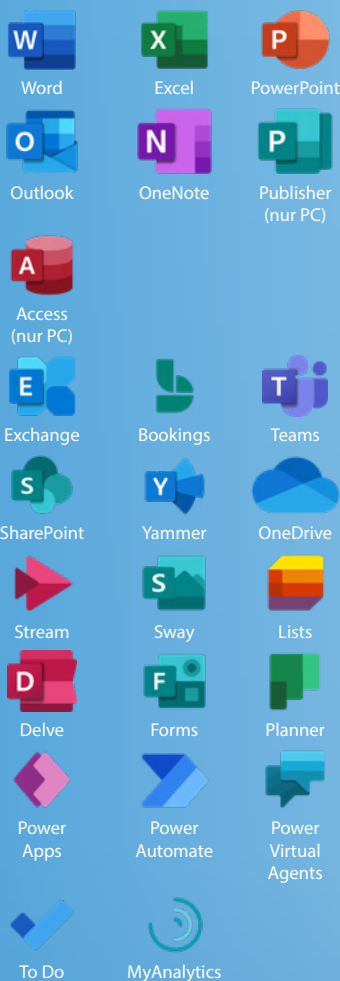 W X P
Word Excel PowerPoint
O N P
Outlook OneNote Publisher
(nur PC)
A
Access
(nur PC)
E T
Exchange Bookings Teams
S Y
SharePoint Yammer OneDrive
S
Stream Sway Lists
D F
Delve Forms Planner
Power Power Power
Apps Automate Virtual
Agents
To Do MyAnalytics